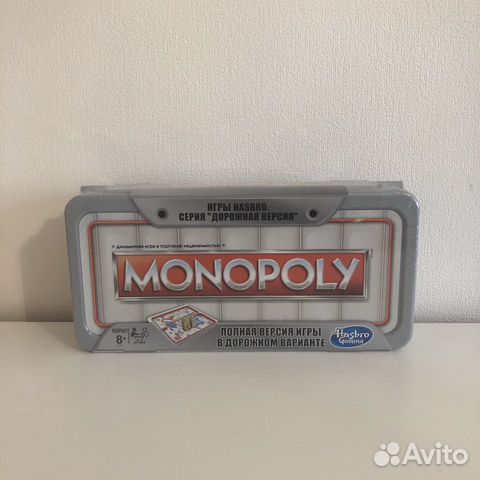 ИГРЫ HASBRO.
СЕРИЯ "ДОРОЖНАЯ ВЕРСИЯ"
динамичная игра в торговлю недвижимостью
MONOPOLY
ВОЗРАСТ
8+
ПОЛНАЯ ВЕРСИЯ ИГРЫ
В ДОРОЖНОМ ВАРИАНТЕ
Hasbro
Gaming
Avito